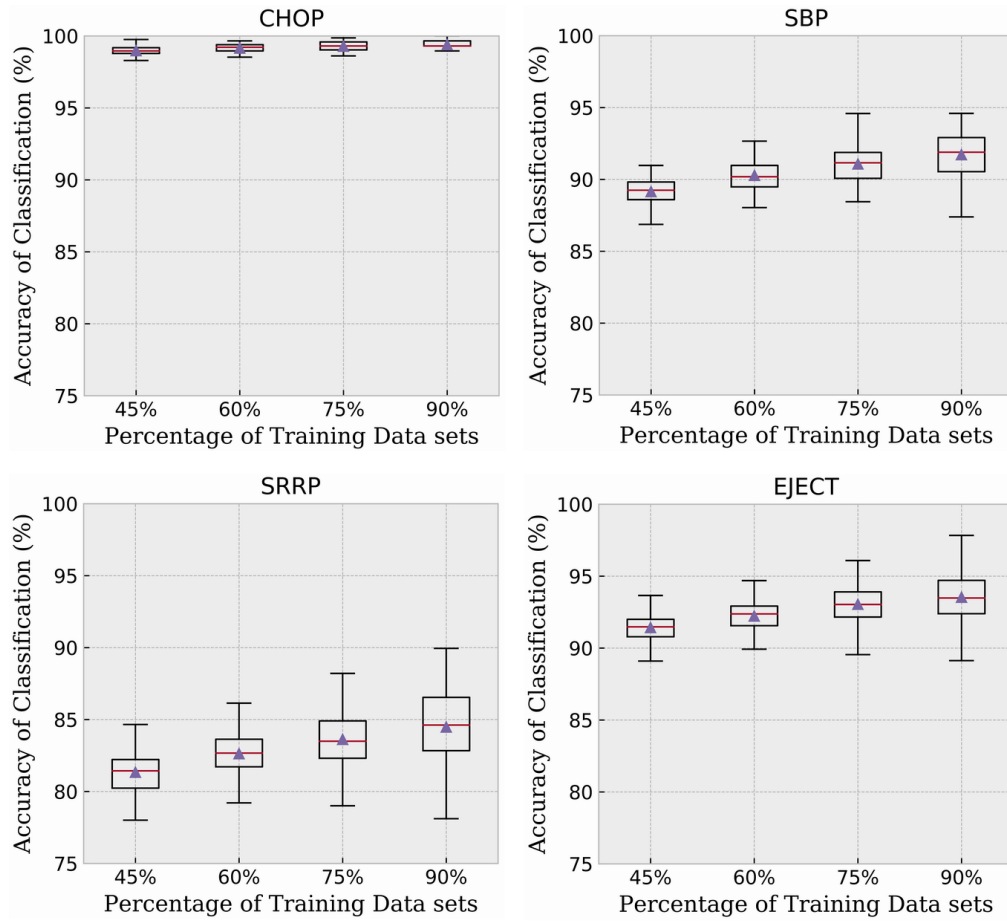 CHOP
Accuracy of Classification (%)
100
95
90
85
80
75
45% 60% 75% 90%
Percentage of Training Data sets
SBP
Accuracy of Classification (%)
100
95
90
85
80
75
45% 60% 75% 90%
Percentage of Training Data sets
SRRP
Accuracy of Classification (%)
100
95
90
85
80
75
45% 60% 75% 90%
Percentage of Training Data sets
EJECT
Accuracy of Classification (%)
100
95
90
85
80
75
45% 60% 75% 90%
Percentage of Training Data sets